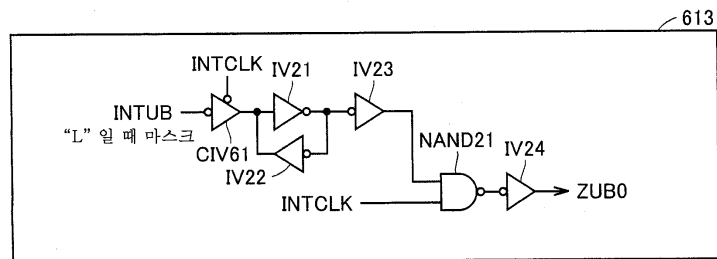 613
INTCLK
IV21
IV23
INTUB
“L” 일 때 마스크
CIV61
IV22
NAND21
IV24
INTCLK
ZUB0